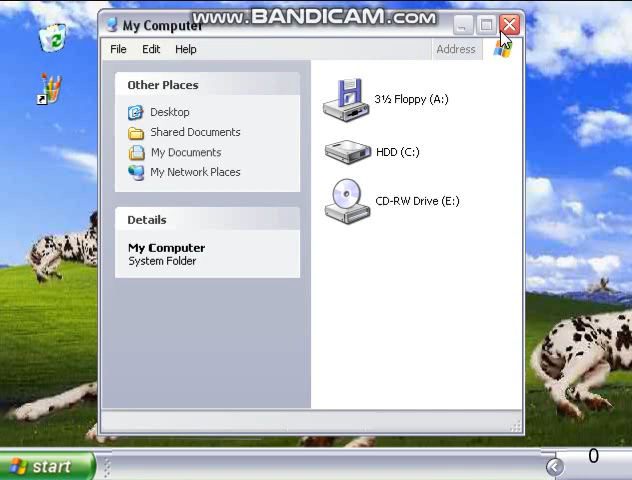 My Computer
www.BANDICAM.com
File Edit Help Address
Other Places
Desktop
Shared Documents
My Documents
My Network Places
Details
My Computer
System Folder
3½ Floppy (A:)
HDD (C:)
CD-RW Drive (E:)
start
0